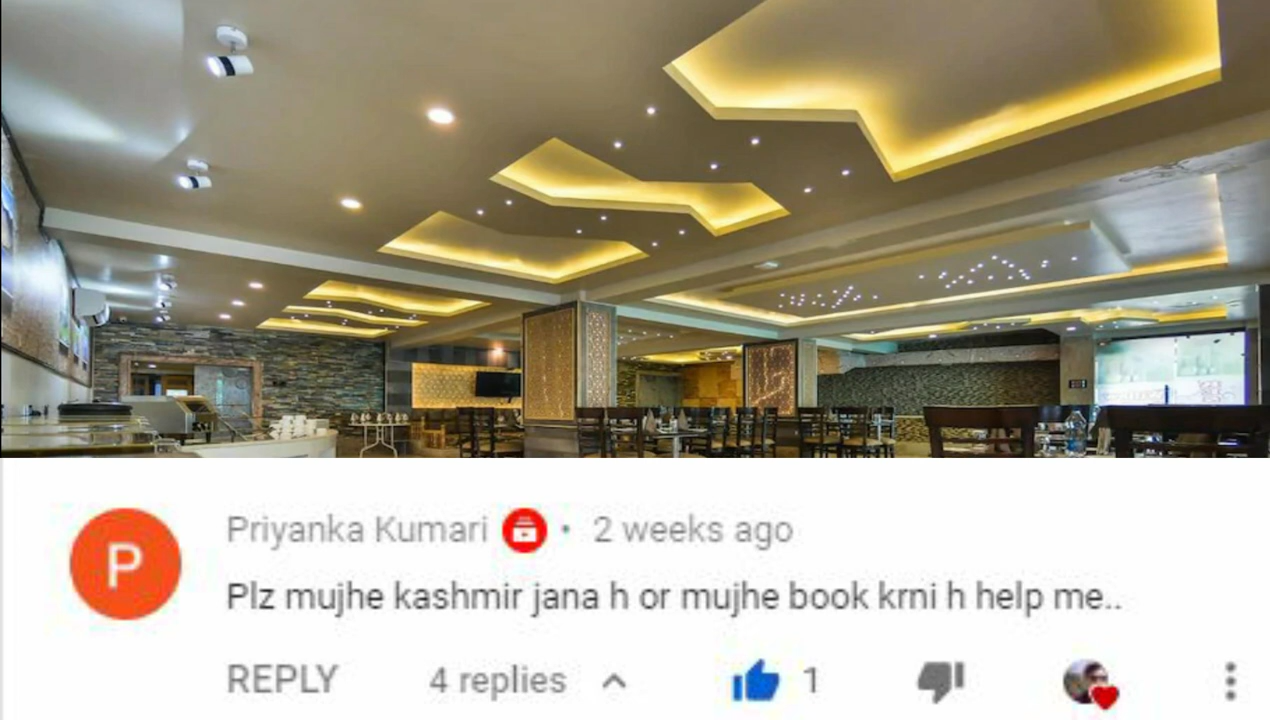 P
Priyanka Kumari • 2 weeks ago
Plz mujhe kashmir jana h or mujhe book krni h help me..
REPLY 4 replies 1